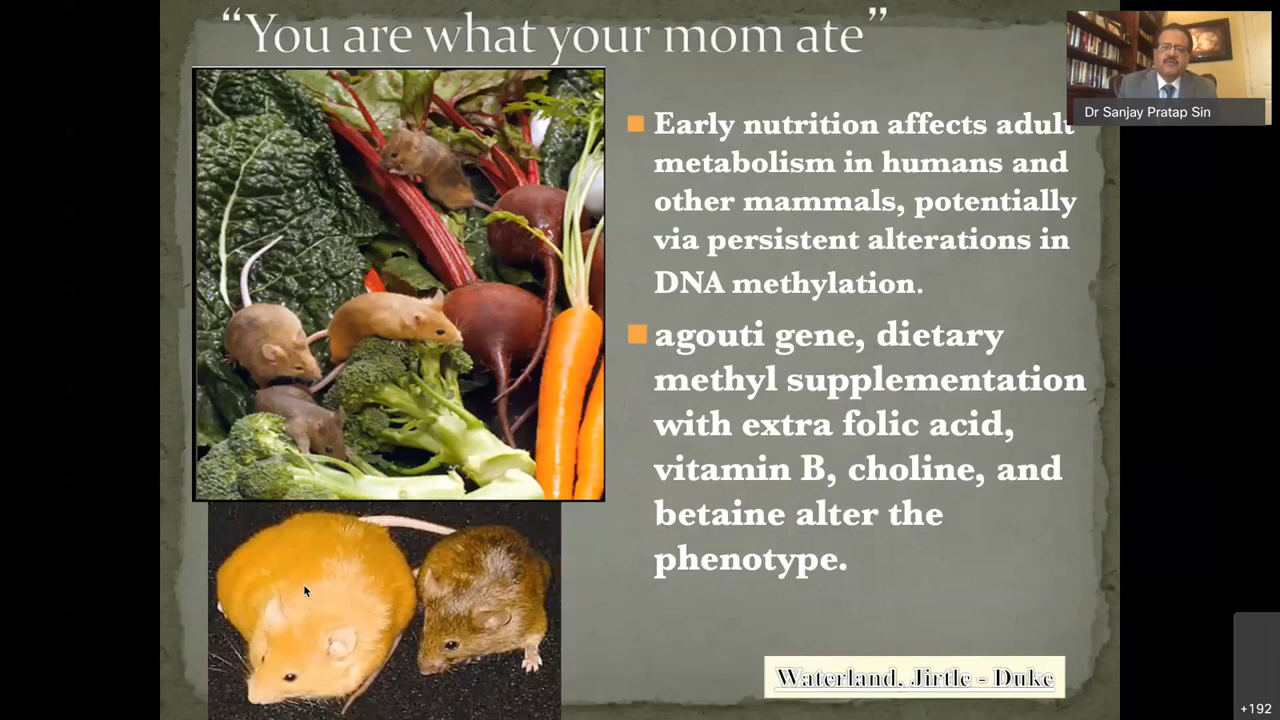 “You are what your mom ate”
Dr Sanjay Pratap Sin
Early nutrition affects adult
metabolism in humans and
other mammals, potentially
via persistent alterations in
DNA methylation.
agouti gene, dietary
methyl supplementation
with extra folic acid,
vitamin B, choline, and
betaine alter the
phenotype.
Waterland, Jirtle - Duke
+192